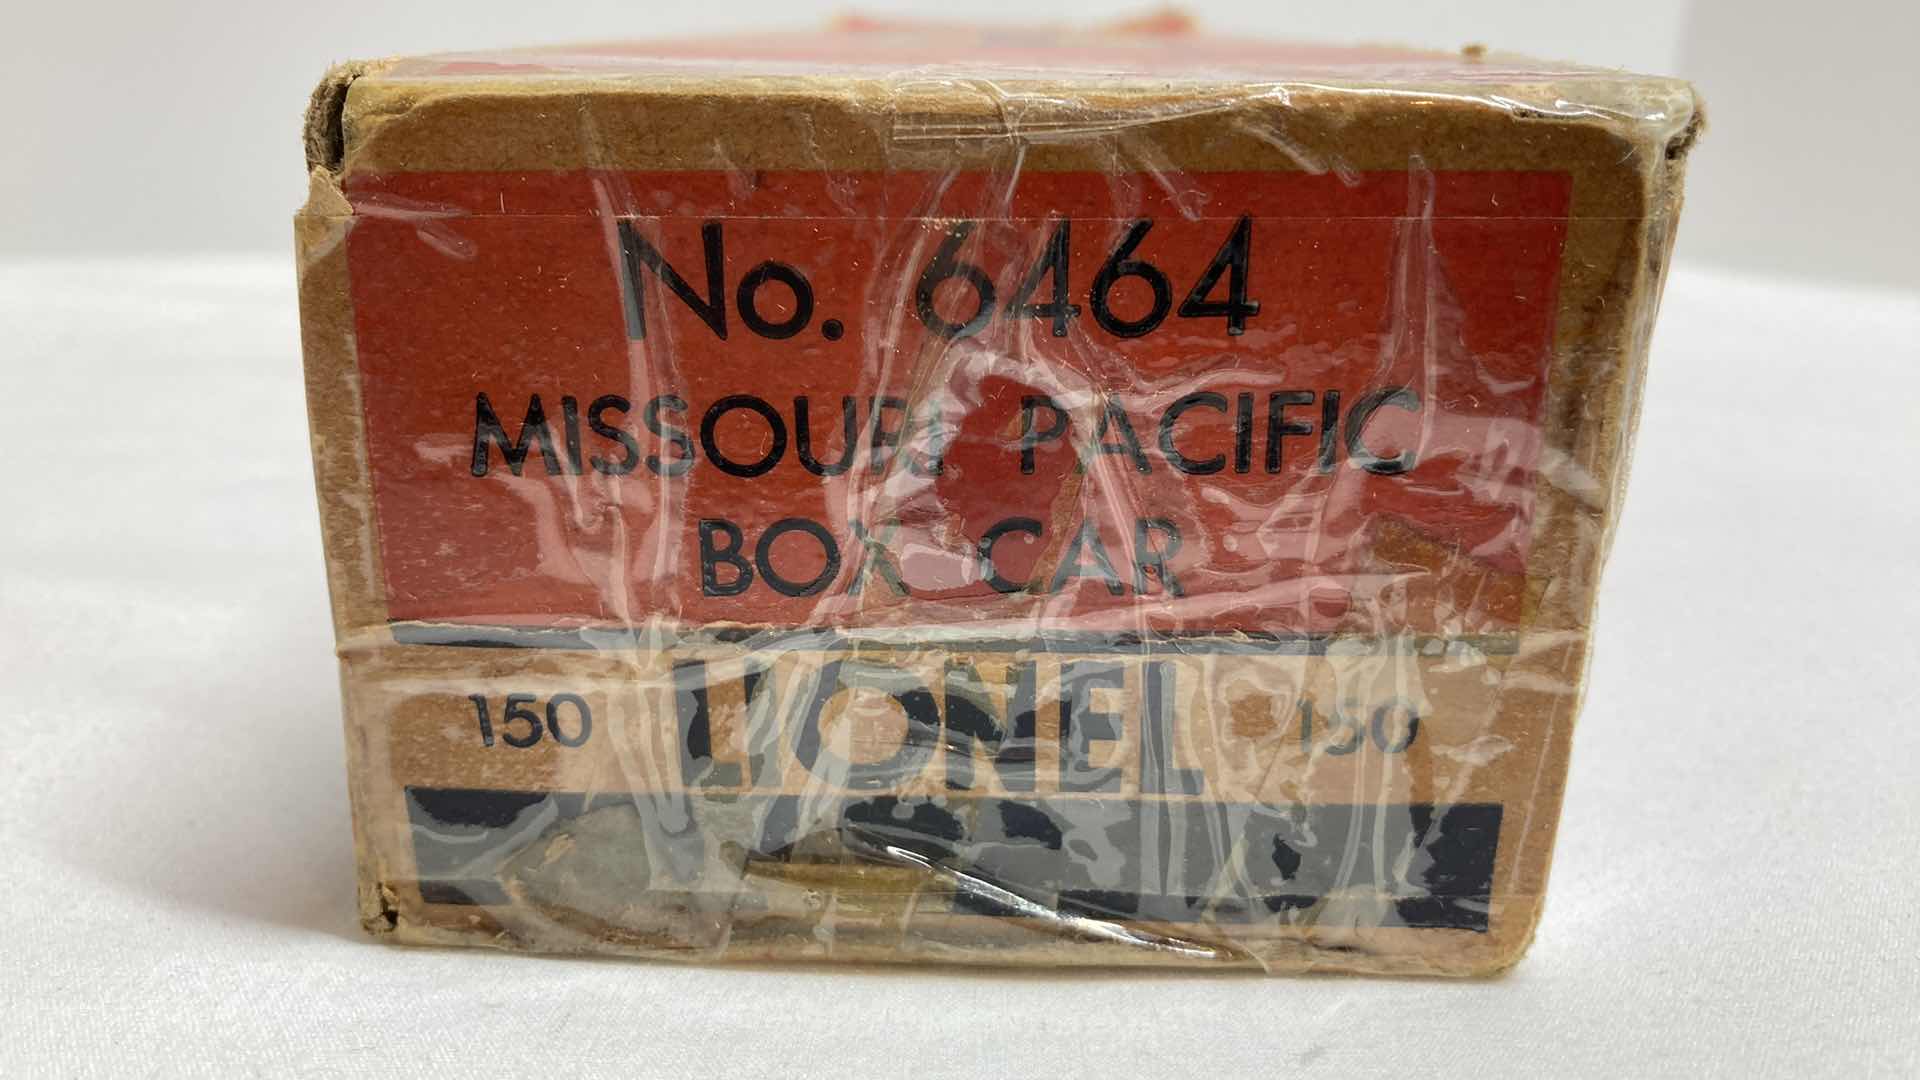 No. 6464
MISSOURI PACIFIC
BOX CAR
150 LIONEL 150